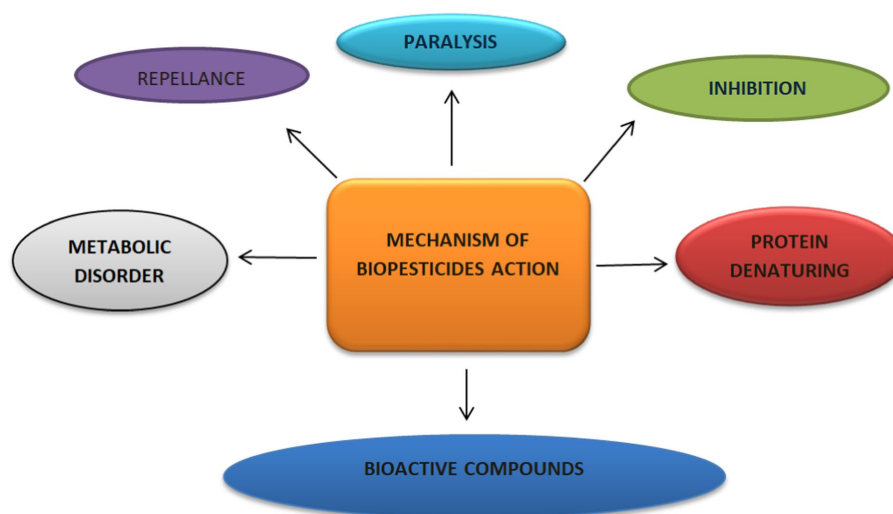 PARALYSIS
REPELLANCE
INHIBITION
METABOLIC
DISORDER
MECHANISM OF
BIOPESTICIDES ACTION
PROTEIN
DENATURING
BIOACTIVE COMPOUNDS